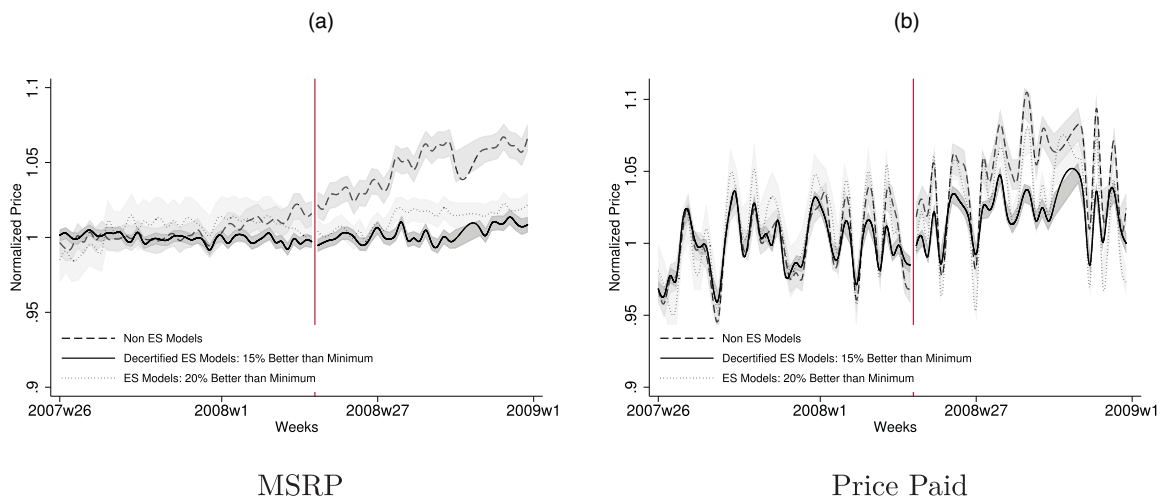 (a)
Normalized Price
1.1
1.05
1
.95
.9
Non ES Models
Decertified ES Models: 15% Better than Minimum
ES Models: 20% Better than Minimum
2007w26
2008w1
2008w27
2009w1
Weeks
MSRP
(b)
Normalized Price
1.1
1.05
1
.95
.9
Non ES Models
Decertified ES Models: 15% Better than Minimum
ES Models: 20% Better than Minimum
2007w26
2008w1
2008w27
2009w1
Weeks
Price Paid